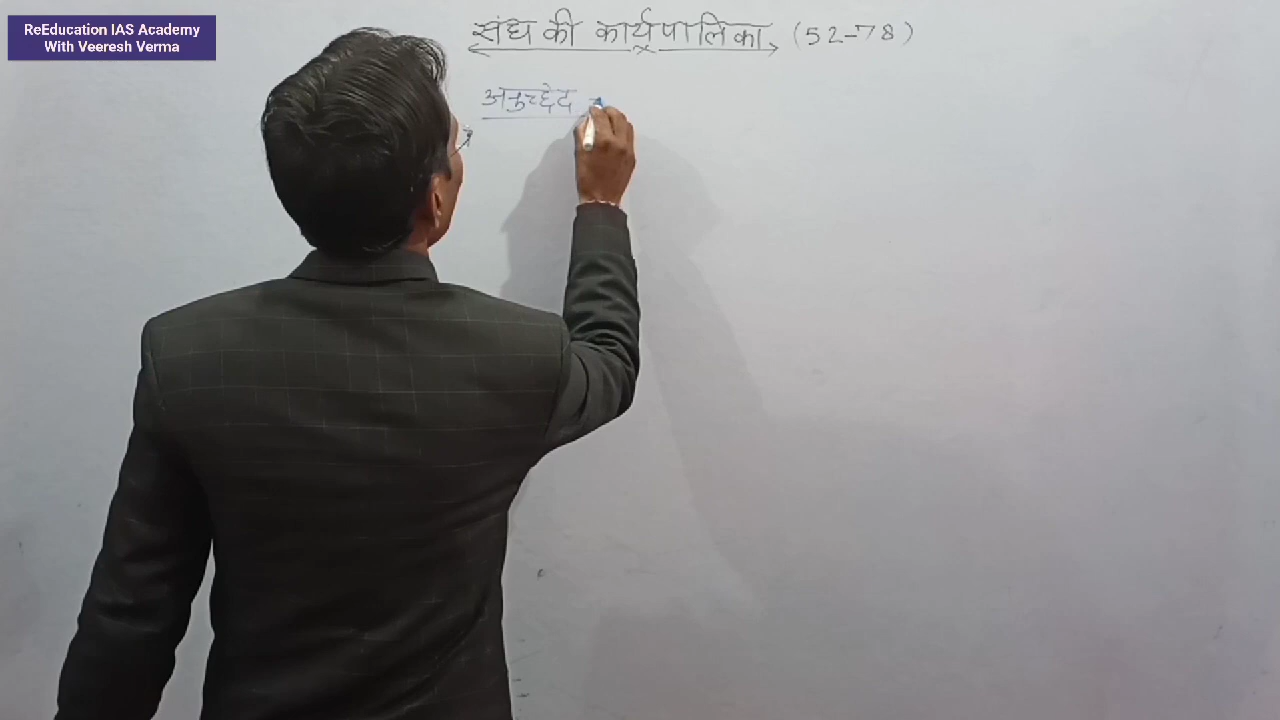 ReEducation IAS Academy
With Veeresh Verma
संघ की कार्यपालिका (52-78)
अनुच्छेद